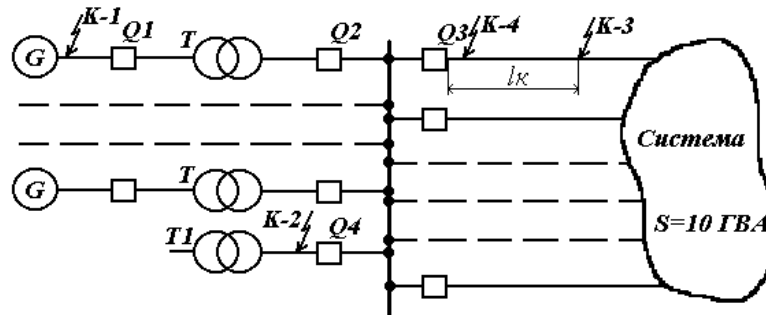 K-1 Q1 T Q2 Q3 K-4 K-3
G
lк
Система
G T
K-2
T1 Q4 S=10 ГВА